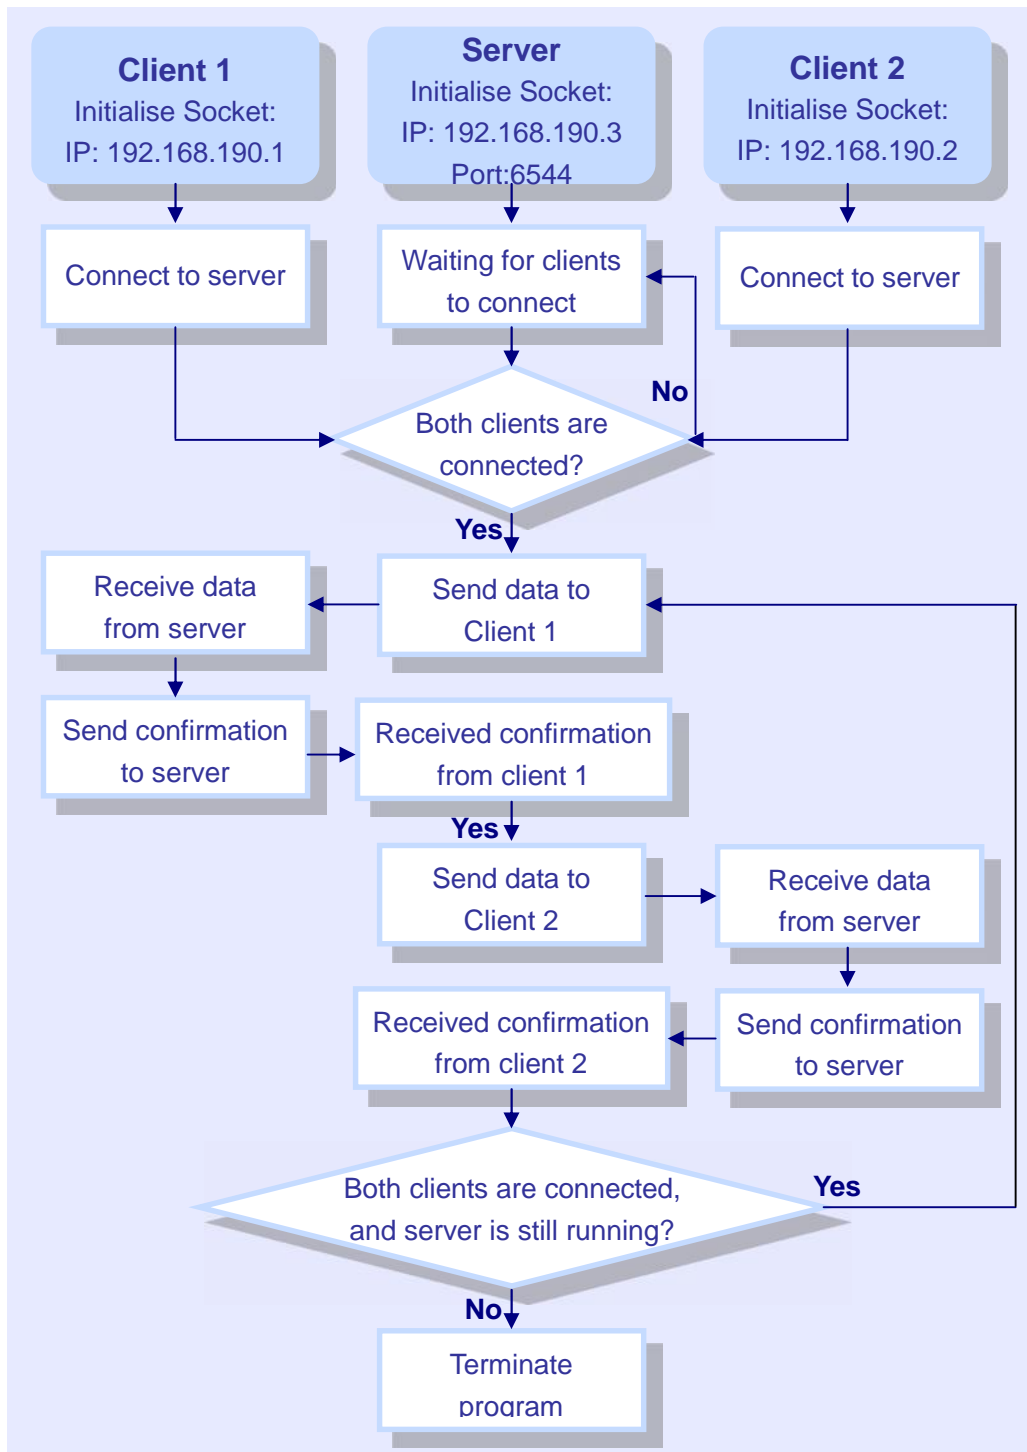 Client 1
Initialise Socket:
IP: 192.168.190.1
Server
Initialise Socket:
IP: 192.168.190.3
Port:6544
Client 2
Initialise Socket:
IP: 192.168.190.2
Connect to server
Waiting for clients
to connect
Connect to server
No
Both clients are
connected?
Yes
Receive data
from server
Send data to
Client 1
Send confirmation
to server
Received confirmation
from client 1
Yes
Send data to
Client 2
Receive data
from server
Received confirmation
from client 2
Send confirmation
to server
Both clients are connected,
and server is still running?
Yes
No
Terminate
program